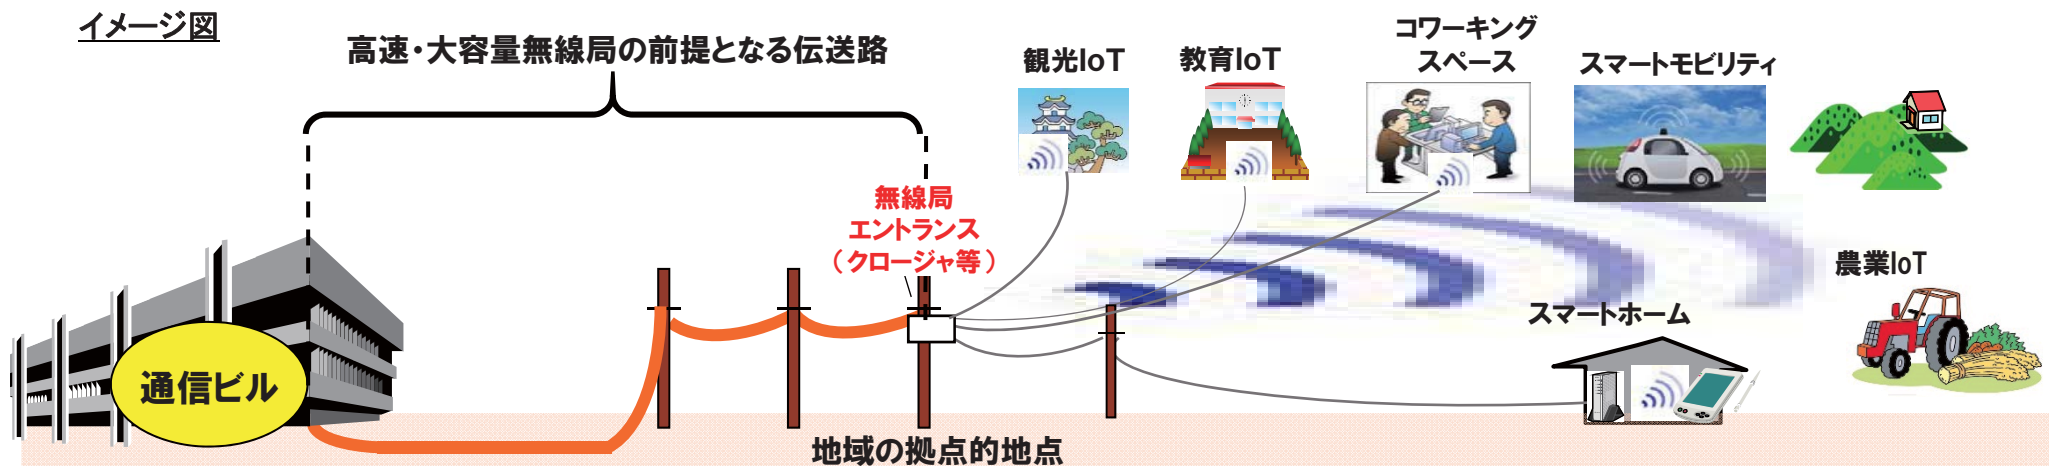 イメージ図
高速・大容量無線局の前提となる伝送路
観光IoT
教育IoT
コワーキング
スペース
スマートモビリティ
無線局
エントランス
（クロージャ等）
農業IoT
スマートホーム
通信ビル
地域の拠点的地点